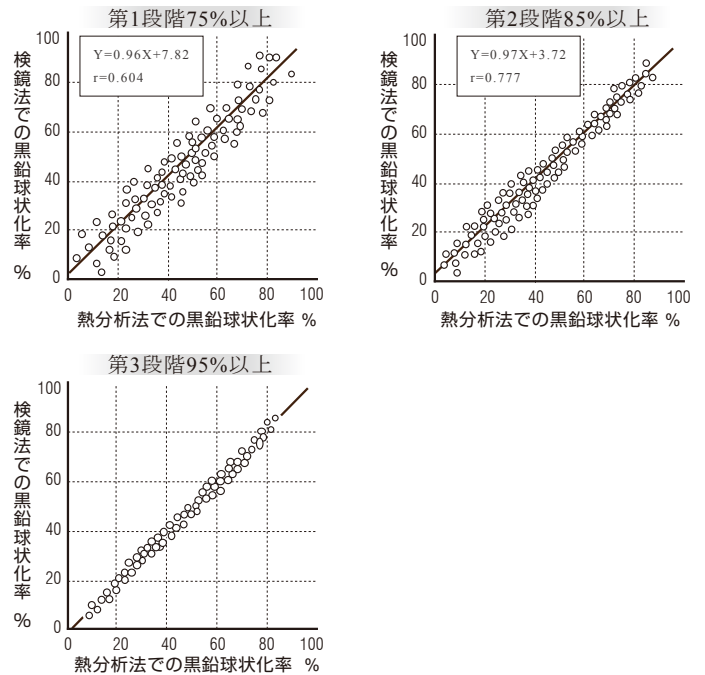 第1段階75%以上
Y=0.96X+7.82
r=0.604
検鏡法での黒鉛球状化率 %
100
80
60
40
20
0
0 20 40 60 80 100
熱分析法での黒鉛球状化率 %
第2段階85%以上
Y=0.97X+3.72
r=0.777
検鏡法での黒鉛球状化率 %
100
80
60
40
20
0
0 20 40 60 80 100
熱分析法での黒鉛球状化率 %
第3段階95%以上
検鏡法での黒鉛球状化率 %
100
80
60
40
20
0
0 20 40 60 80 100
熱分析法での黒鉛球状化率 %